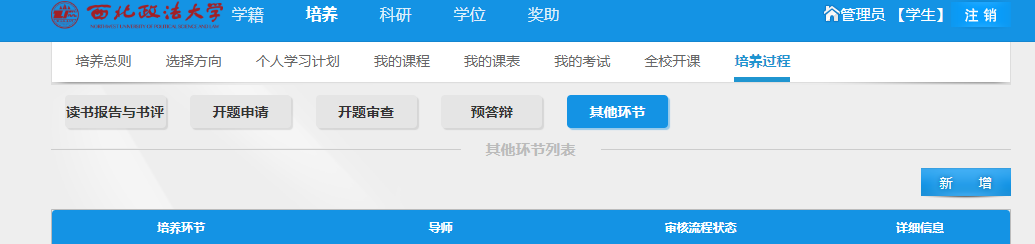 西北政法大学 学籍 培养 科研 学位 奖助 管理员 【学生】 注 销
培养总则 选择方向 个人学习计划 我的课程 我的课表 我的考试 全校开课 培养过程
读书报告与书评 开题申请 开题审查 预答辩 其他环节
其他环节列表
新 增
培养环节 导师 审核流程状态 详细信息